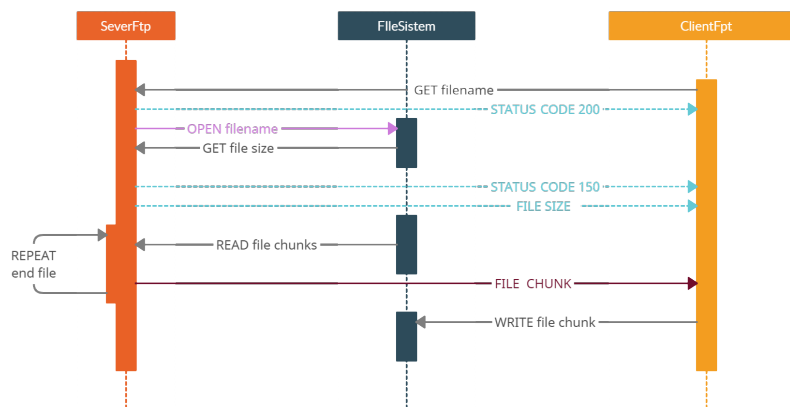 SeverFtp
FIleSistem
ClientFpt
GET filename
STATUS CODE 200
OPEN filename
GET file size
STATUS CODE 150
FILE SIZE
READ file chunks
REPEAT
end file
FILE CHUNK
WRITE file chunk